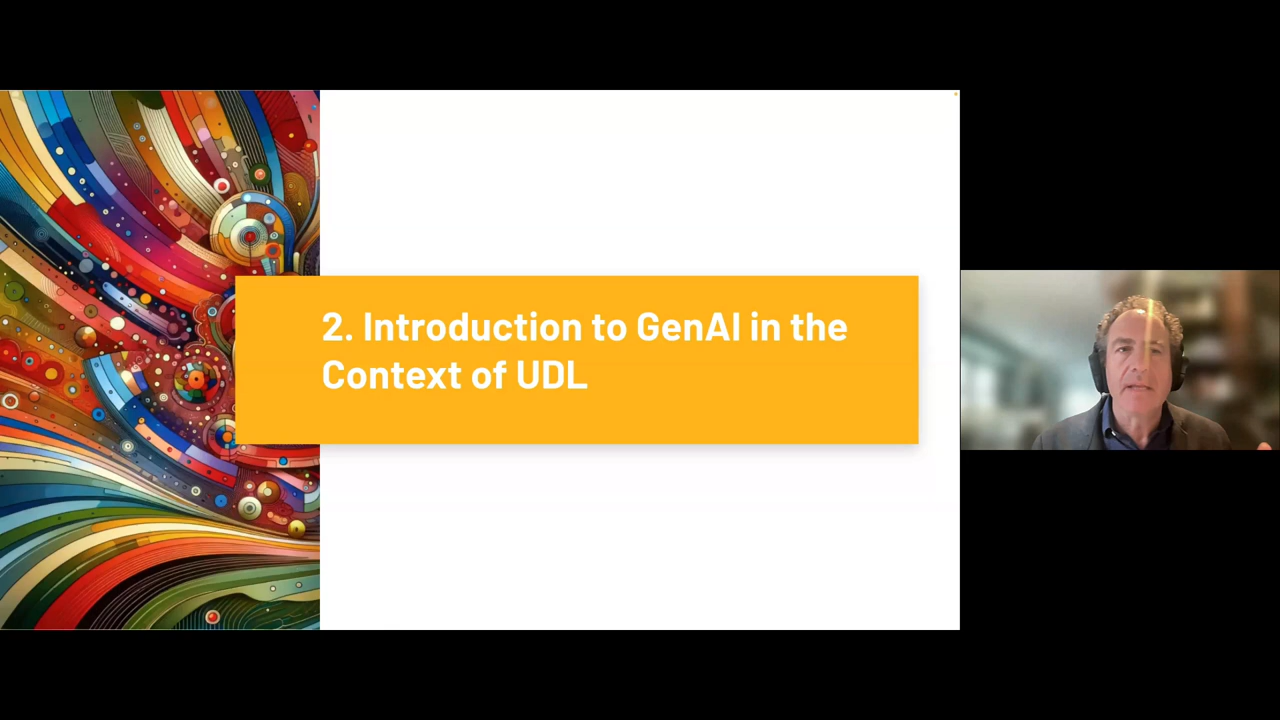 2. Introduction to GenAI in the
Context of UDL